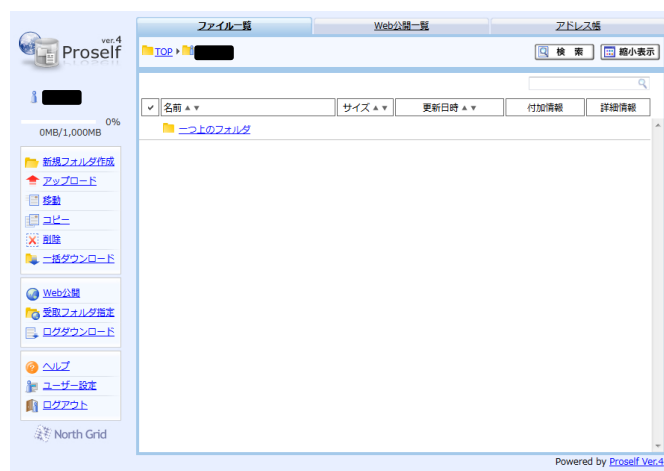 ver.4
Proself
0%
0MB/1,000MB
新規フォルダ作成
アップロード
移動
コピー
削除
一括ダウンロード
Web公開
受取フォルダ指定
ログダウンロード
ヘルプ
ユーザー設定
ログアウト
North Grid
ファイル一覧 Web公開一覧 アドレス帳
TOP
検 索 縮小表示
名前▲▼ サイズ▲▼ 更新日時▲▼ 付加情報 詳細情報
一つ上のフォルダ
Powered by Proself Ver.4